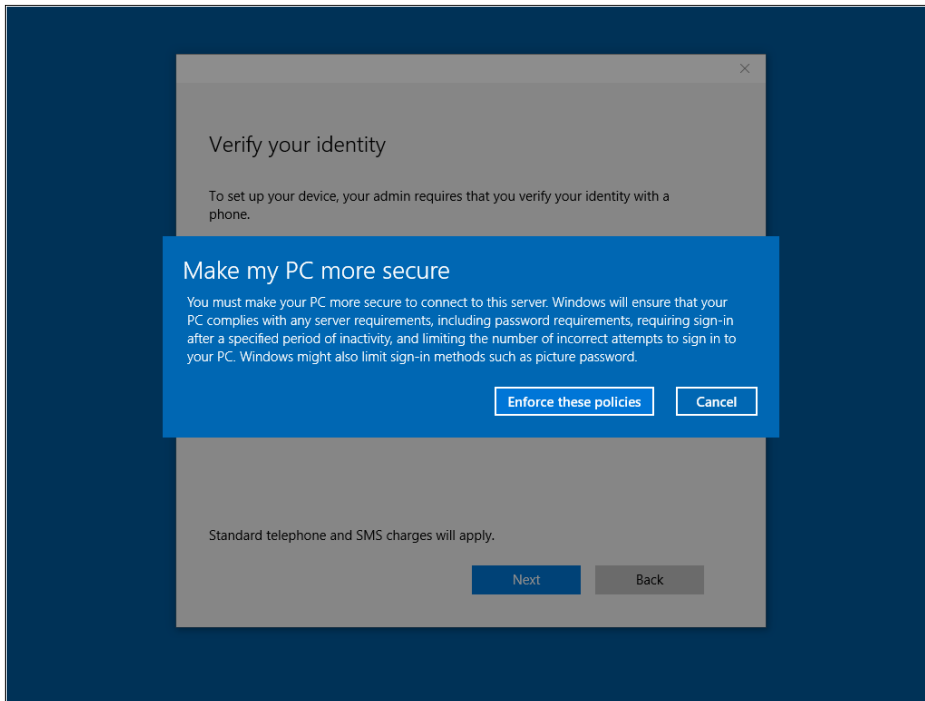 Verify your identity
To set up your device, your admin requires that you verify your identity with a
phone.
Make my PC more secure
You must make your PC more secure to connect to this server. Windows will ensure that your
PC complies with any server requirements, including password requirements, requiring sign-in
after a specified period of inactivity, and limiting the number of incorrect attempts to sign in to
your PC. Windows might also limit sign-in methods such as picture password.
Enforce these policies
Cancel
Standard telephone and SMS charges will apply.
Next
Back